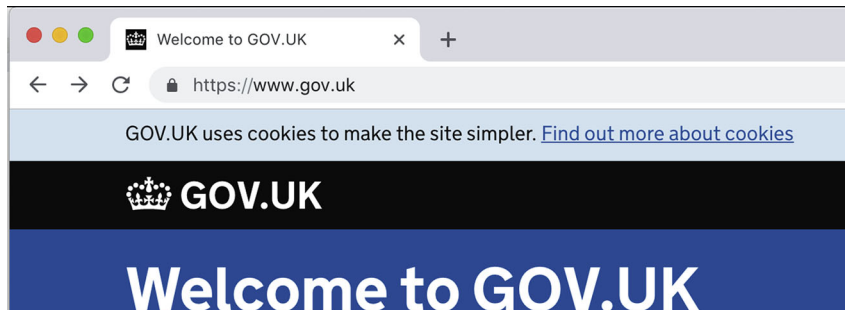 Welcome to GOV.UK
https://www.gov.uk
GOV.UK uses cookies to make the site simpler. Find out more about cookies
GOV.UK
Welcome to GOV.UK